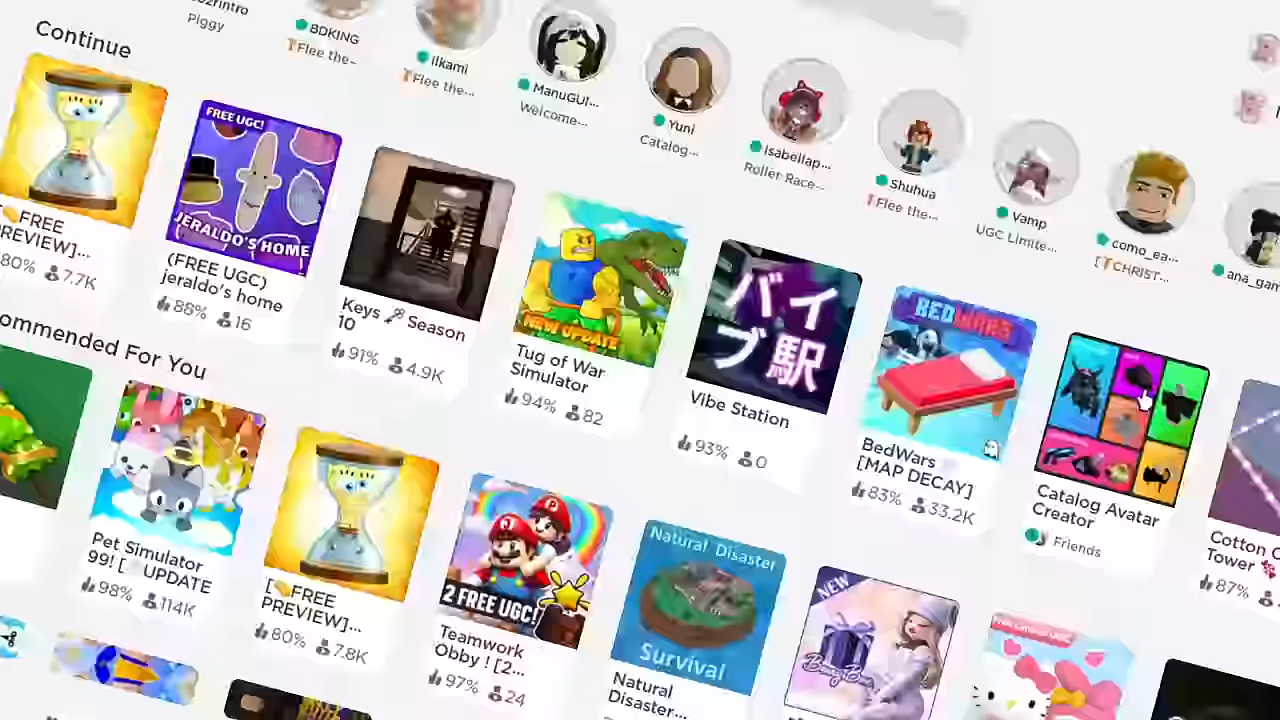 Piggy
BDKING
Flee the-
Ilkami
Flee the...
ManuGUI...
Welcome...
Yuni
Catalog...
Isabellap...
Roller Race...
Shuhua
Flee the...
Vamp
UGC Limite...
como_ea...
[CHRIST...
ana_gam
Continue
FREE
PREVIEW]...
80% 7.7K
FREE UGC!
JERALDO'S HOME
(FREE UGC)
jeraldo's home
88% 16
Keys Season
10
91% 4.9K
NEW UPDATE
Tug of War
Simulator
94% 82
バイ
ブ駅
Vibe Station
93% 0
BEDWARS
BedWars
[MAP DECAY]
83% 33.2K
Catalog Avatar
Creator
Friends
Cotton C
Tower
87%
ommended For You
Pet Simulator
99! [ UPDATE
98% 114K
[ FREE
PREVIEW]...
80% 7.8K
2 FREE UGC!
Teamwork
Obby ! [2...
97% 24
Natural Disaster
Survival
Natural
Disaster...
NEW